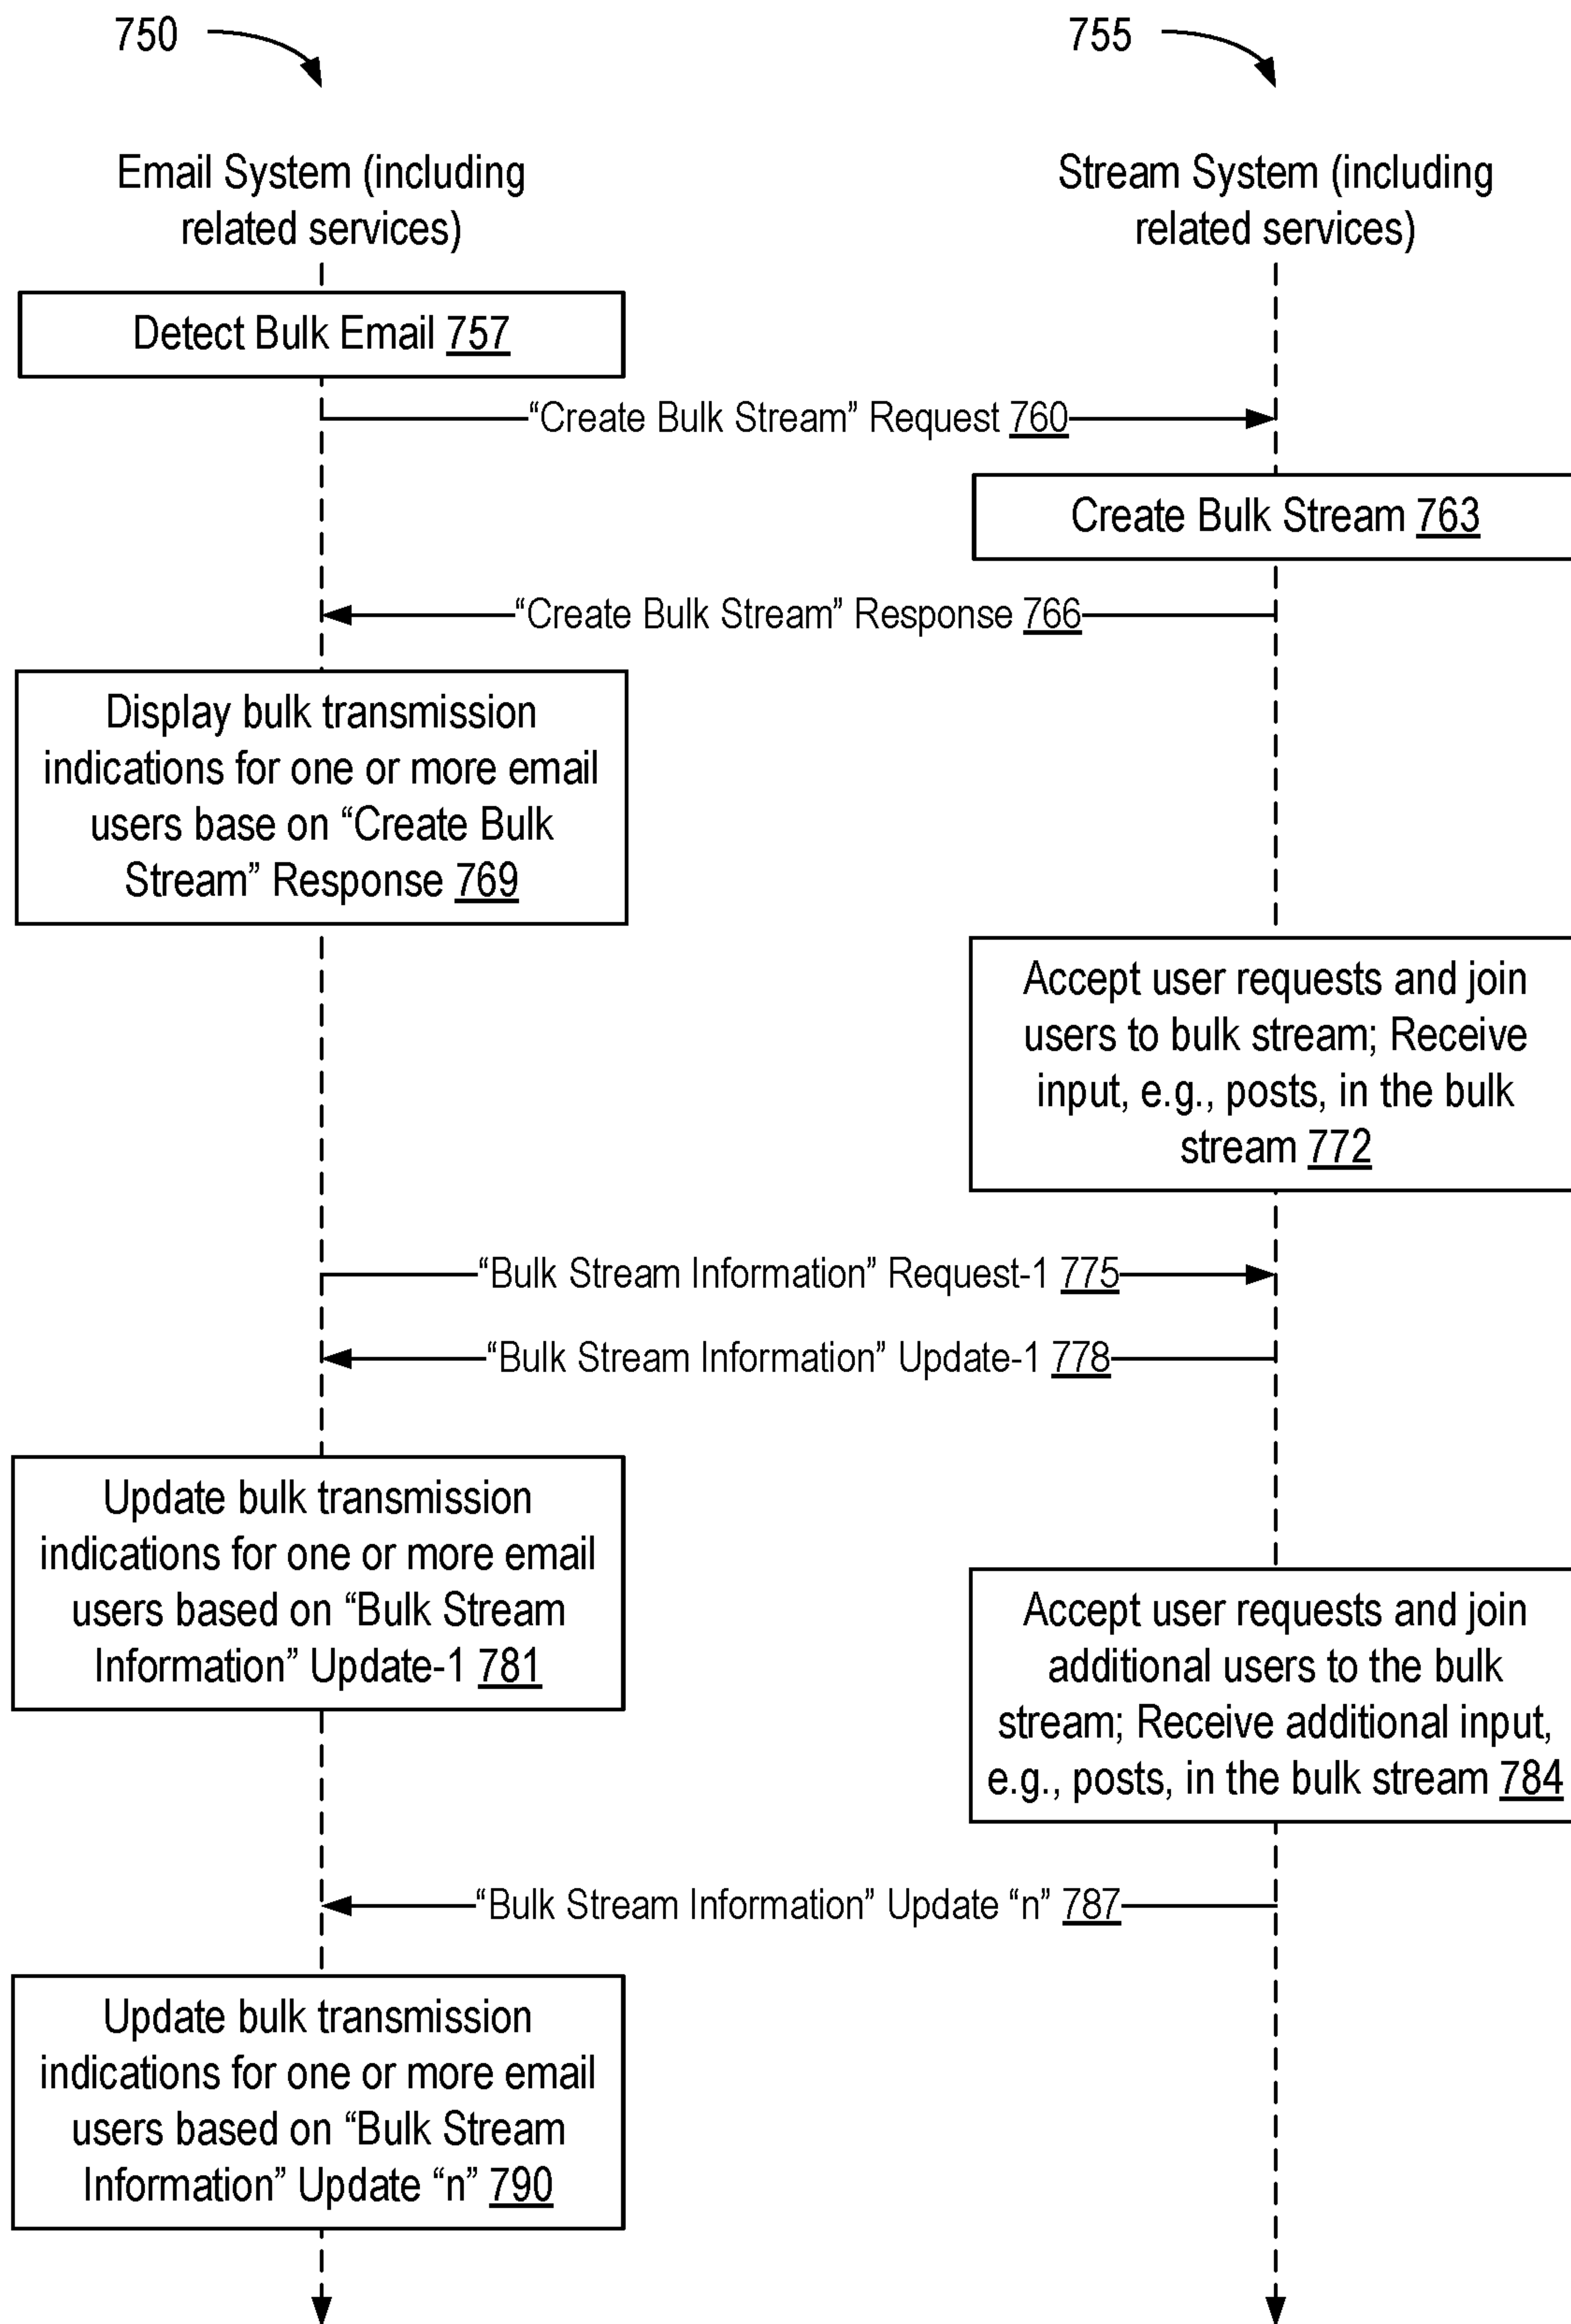 750
755
Email System (including
related services)
Stream System (including
related services)
Detect Bulk Email 757
“Create Bulk Stream” Request 760
Create Bulk Stream 763
“Create Bulk Stream” Response 766
Display bulk transmission
indications for one or more email
users base on “Create Bulk
Stream” Response 769
Accept user requests and join
users to bulk stream; Receive
input, e.g., posts, in the bulk
stream 772
“Bulk Stream Information” Request-1 775
“Bulk Stream Information” Update-1 778
Update bulk transmission
indications for one or more email
users based on “Bulk Stream
Information” Update-1 781
Accept user requests and join
additional users to the bulk
stream; Receive additional input,
e.g., posts, in the bulk stream 784
“Bulk Stream Information” Update “n” 787
Update bulk transmission
indications for one or more email
users based on “Bulk Stream
Information” Update “n” 790